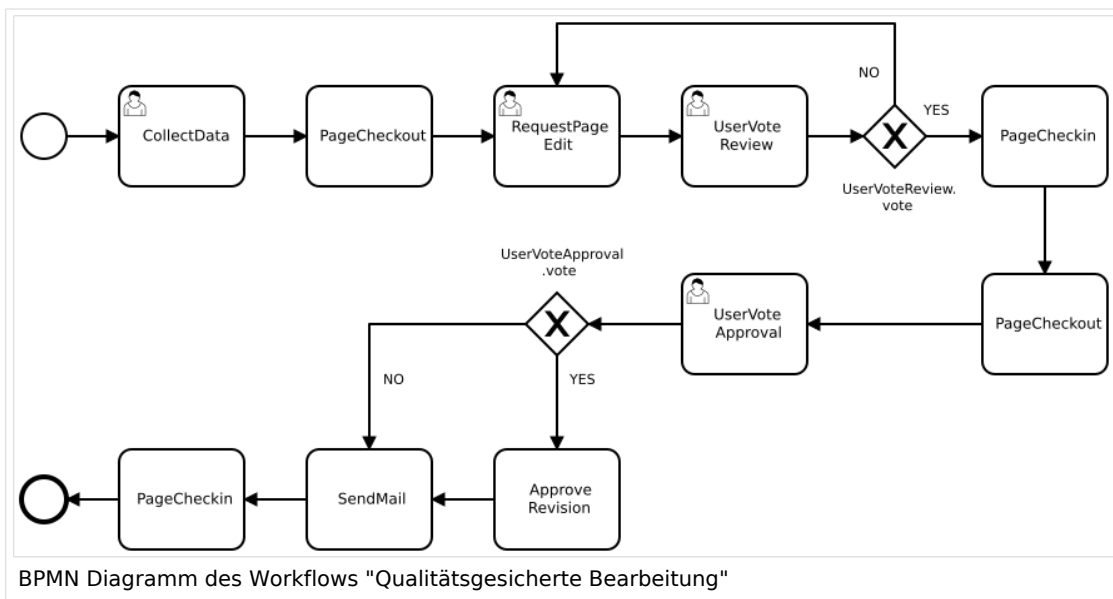 NO
CollectData
PageCheckout
RequestPage
Edit
UserVote
Review
YES
PageCheckin
UserVoteReview.
vote
UserVoteApproval
.vote
UserVote
Approval
PageCheckout
NO
YES
PageCheckin
SendMail
Approve
Revision
BPMN Diagramm des Workflows "Qualitätsgesicherte Bearbeitung"